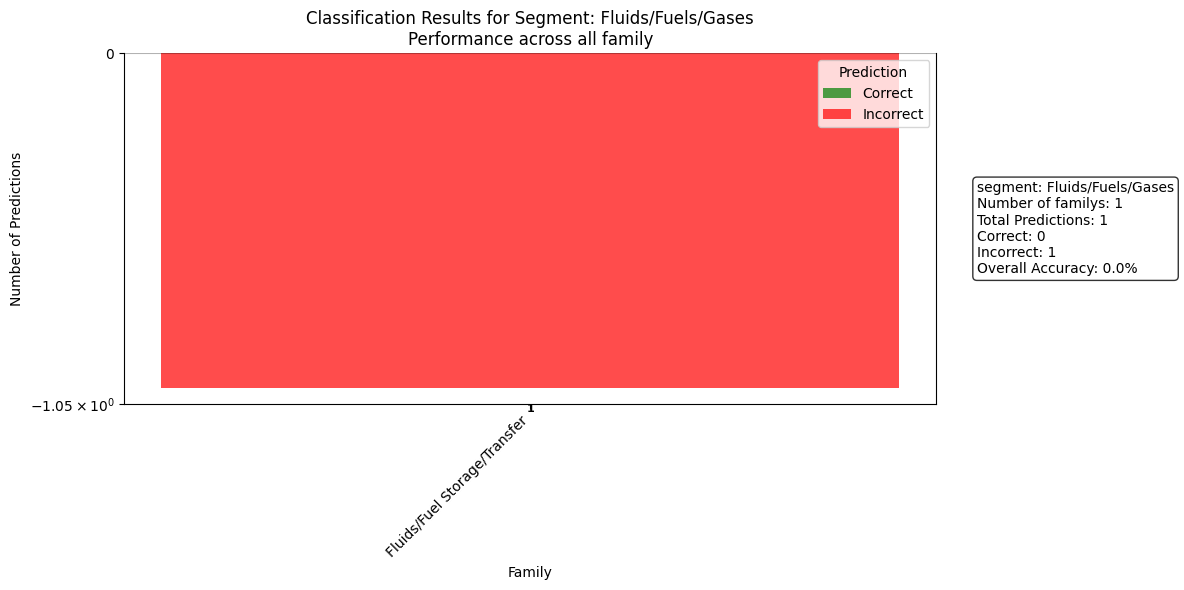 Classification Results for Segment: Fluids/Fuels/Gases
Performance across all family
Number of Predictions
0
−1.05 × 10⁰
Prediction
Correct
Incorrect
1
Fluids/Fuel Storage/Transfer
Family
segment: Fluids/Fuels/Gases
Number of familys: 1
Total Predictions: 1
Correct: 0
Incorrect: 1
Overall Accuracy: 0.0%